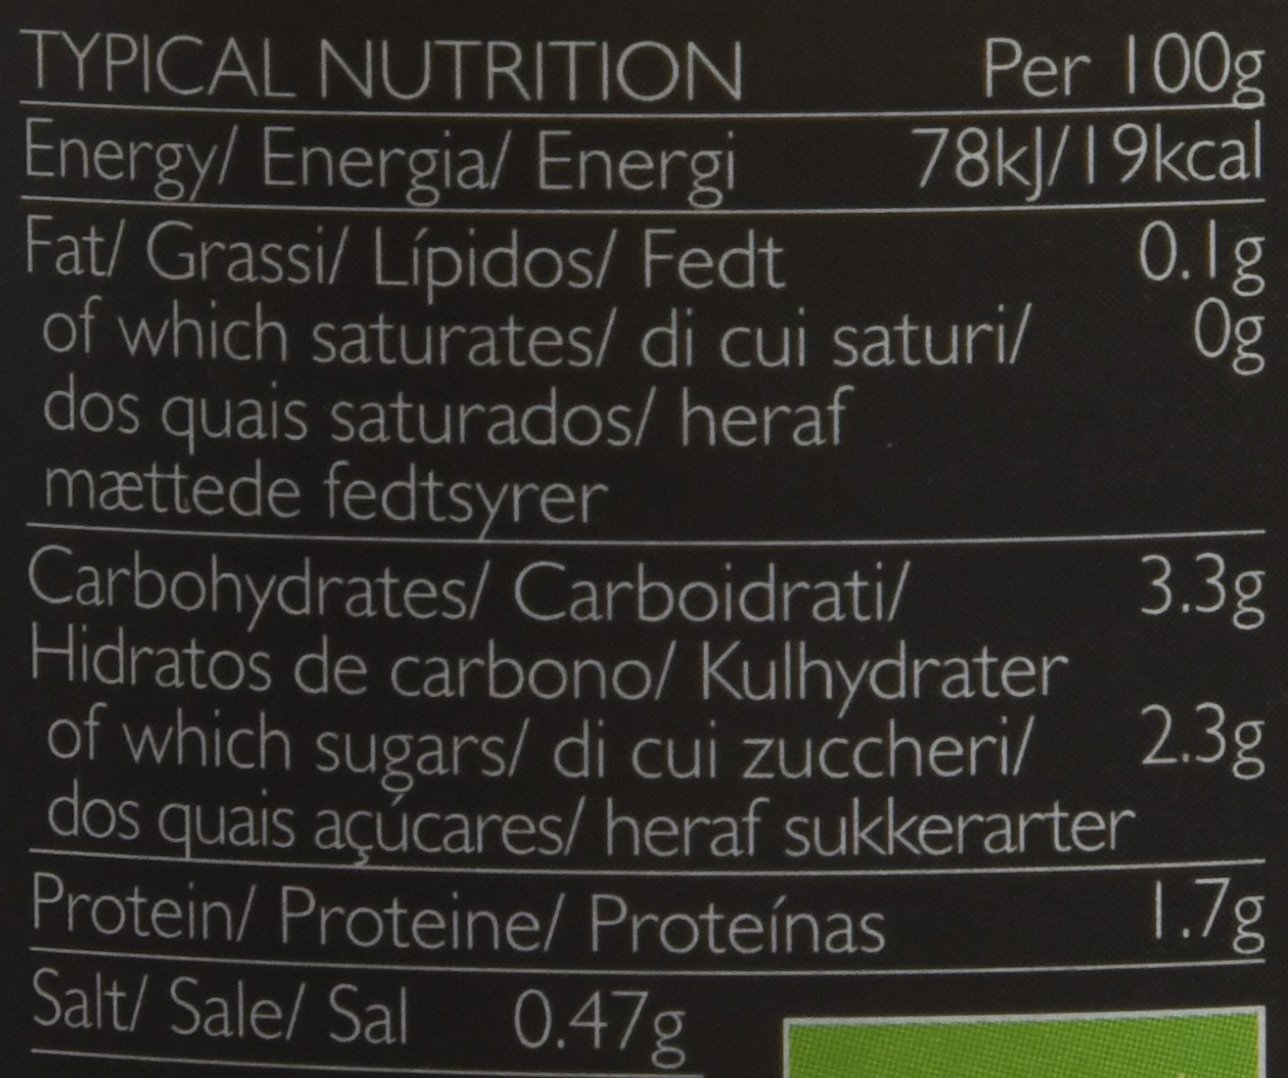 TYPICAL NUTRITION Per 100g
Energy/ Energia/ Energi 78kJ/19kcal
Fat/ Grassi/ Lípidos/ Fedt 0.1g
of which saturates/ di cui saturi/ 0g
dos quais saturados/ heraf
mættede fedtsyrer
Carbohydrates/ Carboidrati/ 3.3g
Hidratos de carbono/ Kulhydrater
of which sugars/ di cui zuccheri/ 2.3g
dos quais açúcares/ heraf sukkerarter
Protein/ Proteine/ Proteínas 1.7g
Salt/ Sale/ Sal 0.47g